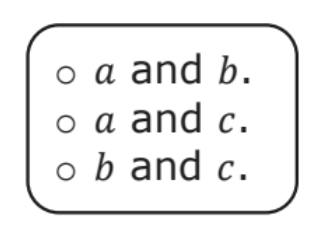 ○ a and b.
○ a and c.
○ b and c.